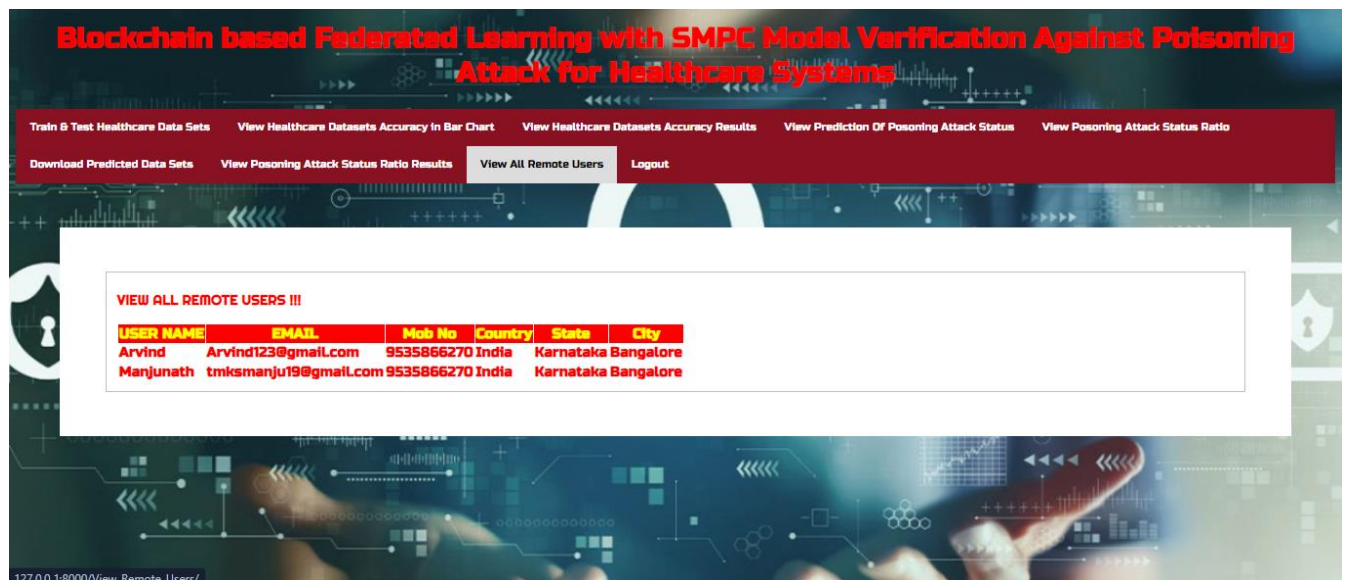 Blockchain based Federated Learning with SMPC Model Verification Against Poisoning
Attack for Healthcare Systems
Train & Test Healthcare Data Sets View Healthcare Datasets Accuracy in Bar Chart View Healthcare Datasets Accuracy Results View Prediction Of Posoning Attack Status View Posoning Attack Status Ratio
Download Predicted Data Sets View Posoning Attack Status Ratio Results View All Remote Users Logout
VIEW ALL REMOTE USERS !!!
USER NAME EMAIL Mob No Country State City
Arvind Arvind123@gmail.com 9535866270 India Karnataka Bangalore
Manjunath tmksmanju19@gmail.com 9535866270 India Karnataka Bangalore
127.0.0.1:8000/View_Remote_Users/